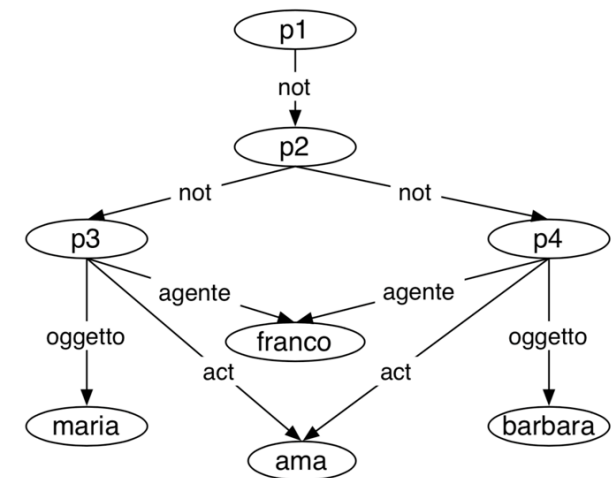 p1
not
p2
not not
p3 p4
agente agente
oggetto franco oggetto
act act
maria barbara
ama